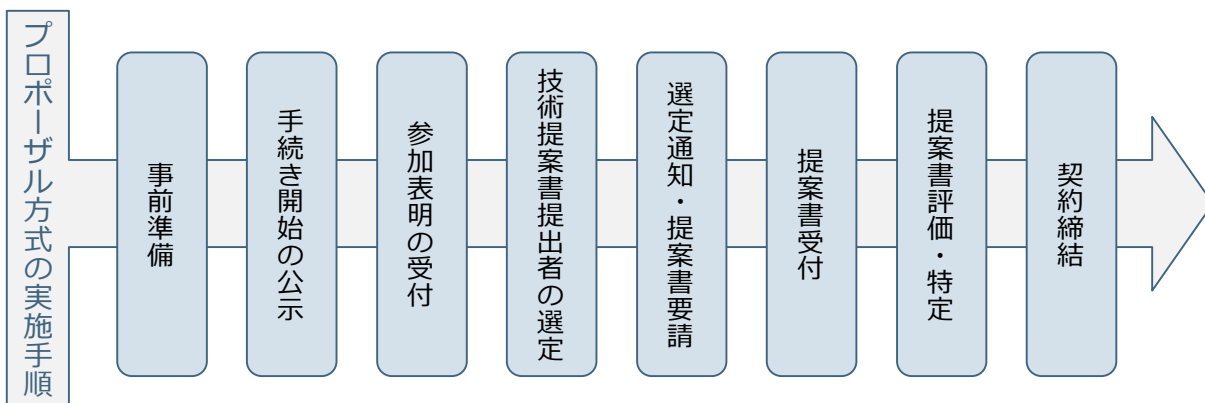 プロポーザル方式の実施手順
事前準備
手続き開始の公示
参加表明の受付
技術提案書提出者の選定
選定通知・提案書要請
提案書受付
提案書評価・特定
契約締結